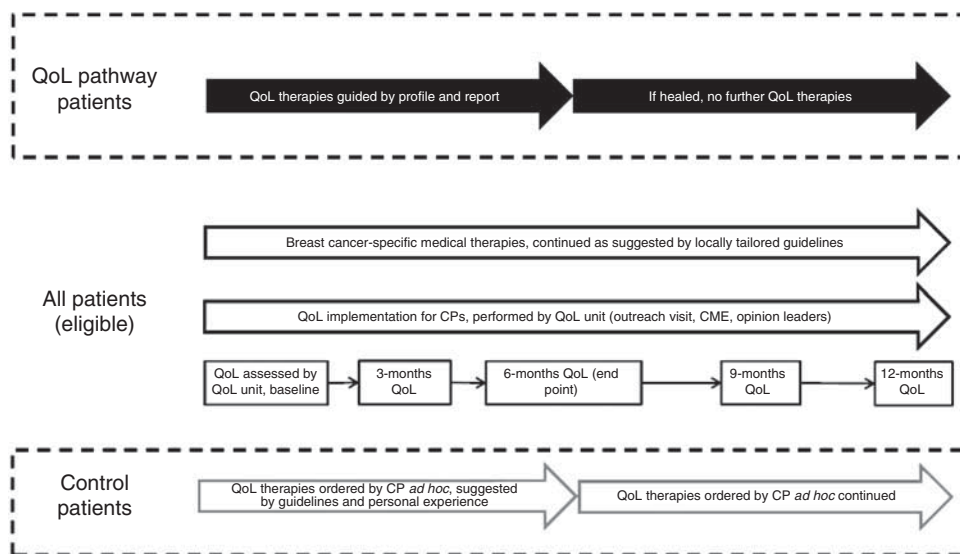 QoL pathway
patients
QoL therapies guided by profile and report
If healed, no further QoL therapies
Breast cancer-specific medical therapies, continued as suggested by locally tailored guidelines
All patients
(eligible)
QoL implementation for CPs, performed by QoL unit (outreach visit, CME, opinion leaders)
QoL assessed by
QoL unit, baseline
3-months
QoL
6-months QoL (end
point)
9-months
QoL
12-months
QoL
Control
patients
QoL therapies ordered by CP ad hoc, suggested
by guidelines and personal experience
QoL therapies ordered by CP ad hoc continued